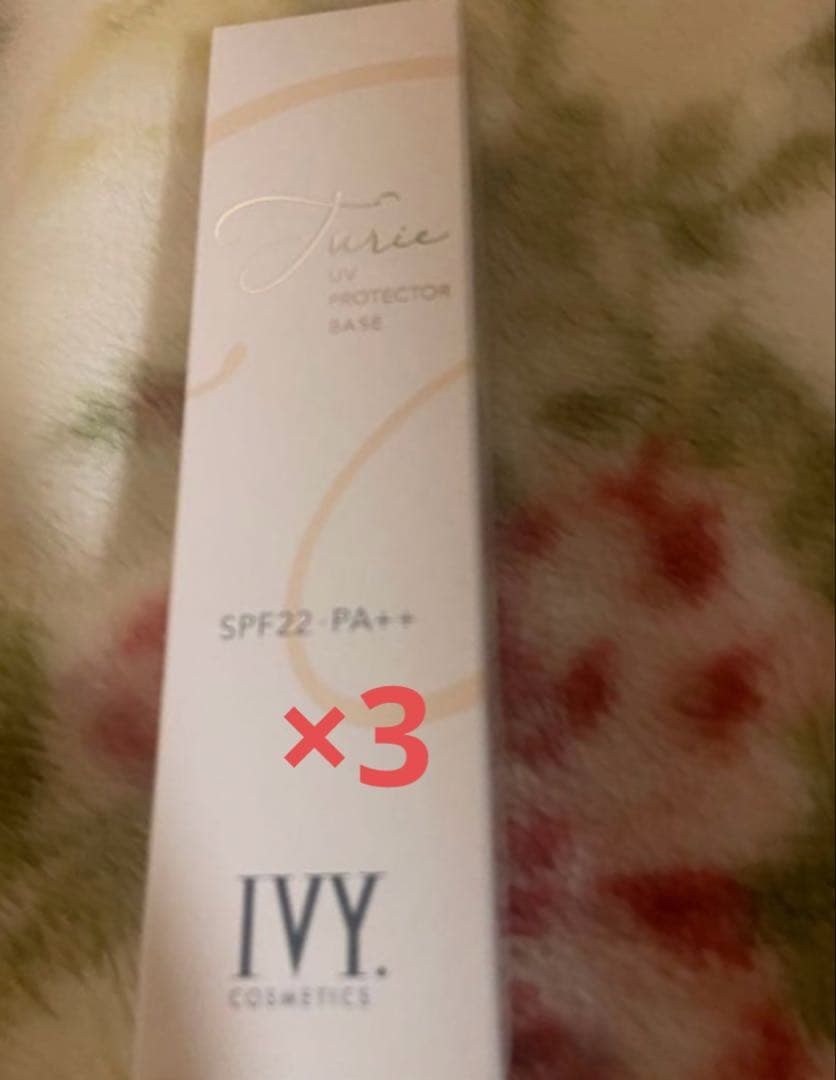 Turie
UV
PROTECTOR
BASE
SPF22・PA++
×3
IVY.
COSMETICS